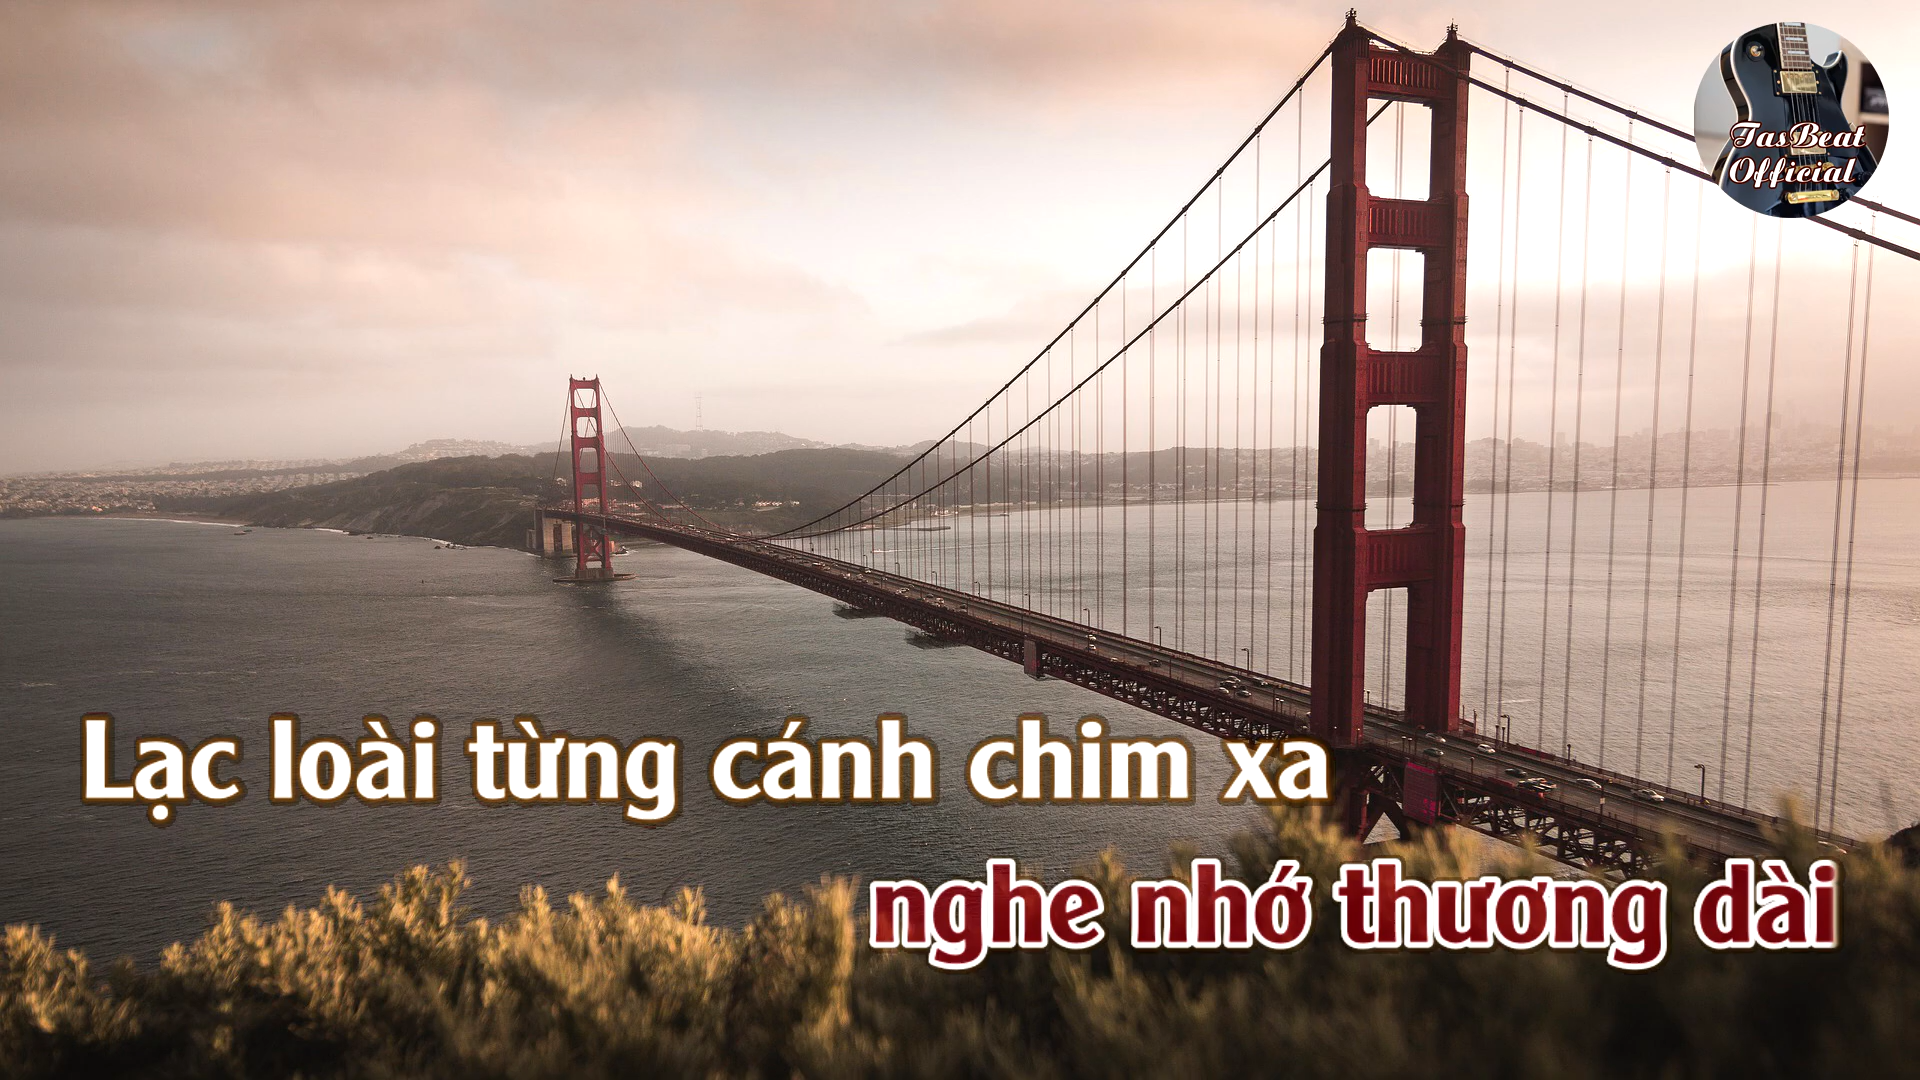 TasBeat
Official
Lạc loài từng cánh chim xa
nghe nhớ thương dài